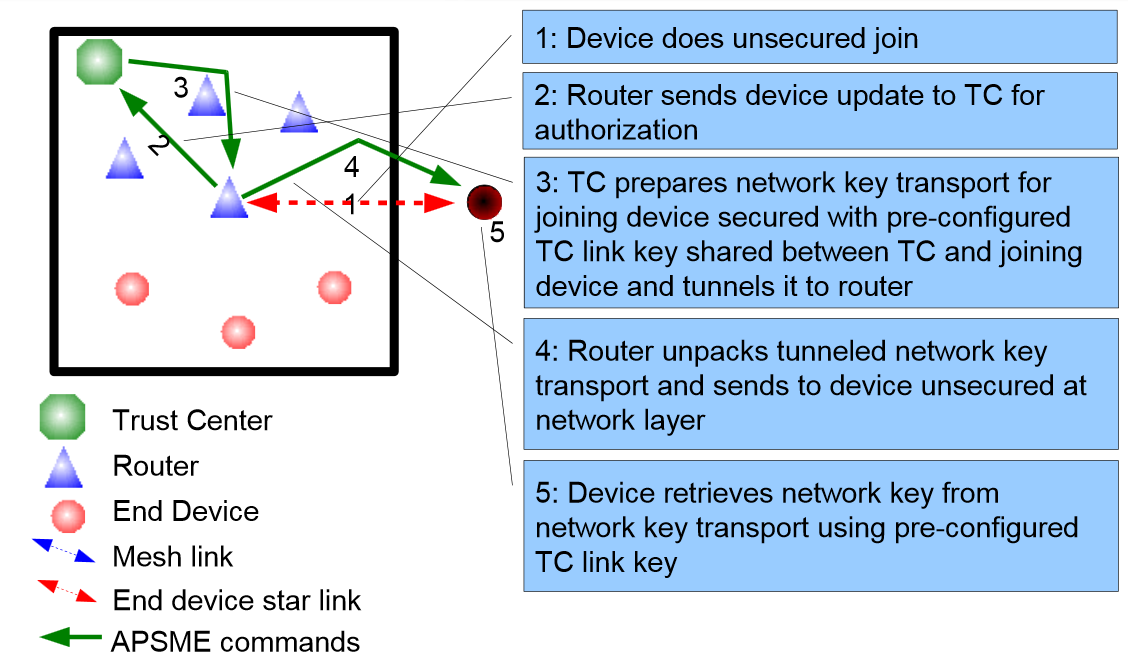 1: Device does unsecured join
2: Router sends device update to TC for
authorization
3: TC prepares network key transport for
joining device secured with pre-configured
TC link key shared between TC and joining
device and tunnels it to router
4: Router unpacks tunneled network key
transport and sends to device unsecured at
network layer
5: Device retrieves network key from
network key transport using pre-configured
TC link key
3
2
4
1
5
Trust Center
Router
End Device
Mesh link
End device star link
APSME commands